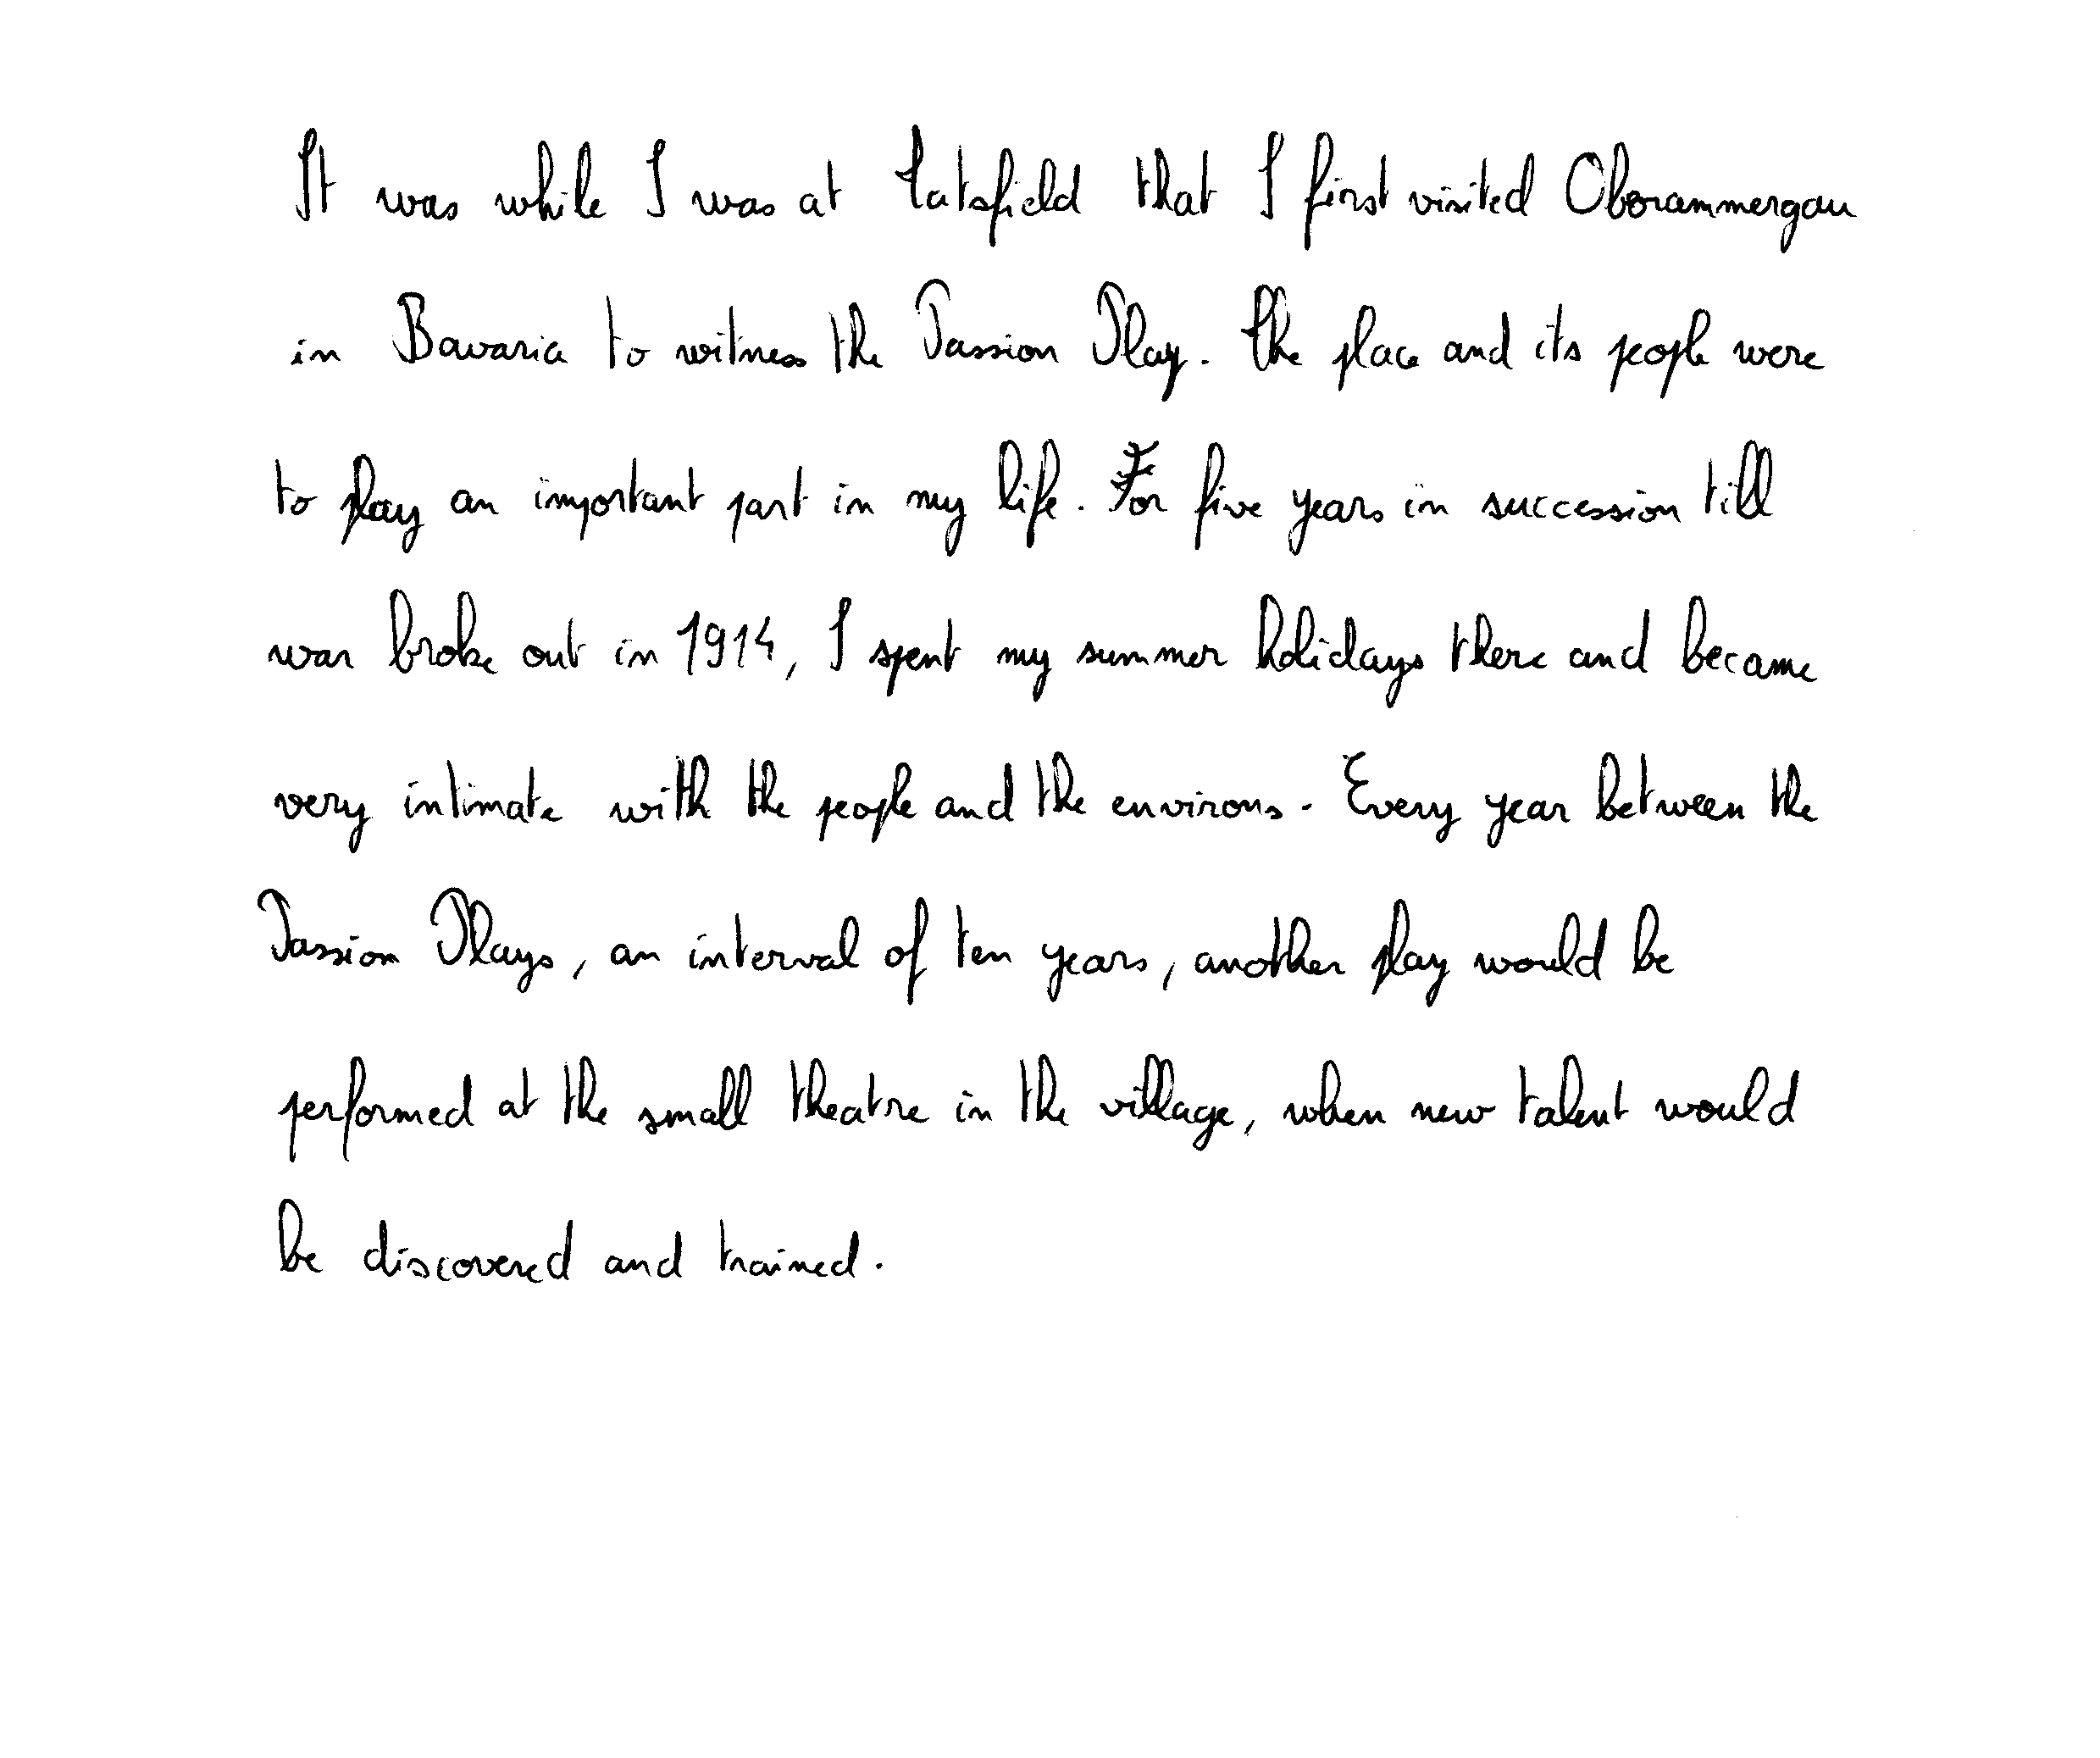 It was while I was at Tatsfield that I first visited Oberammergau
in Bavaria to witness the Passion Play. The place and its people were
to play an important part in my life. For five years in succession till
war broke out in 1914, I spent my summer holidays there and became
very intimate with the people and the environs. Every year between the
Passion Plays, an interval of ten years, another play would be
performed at the small theatre in the village, when new talent would
be discovered and trained.